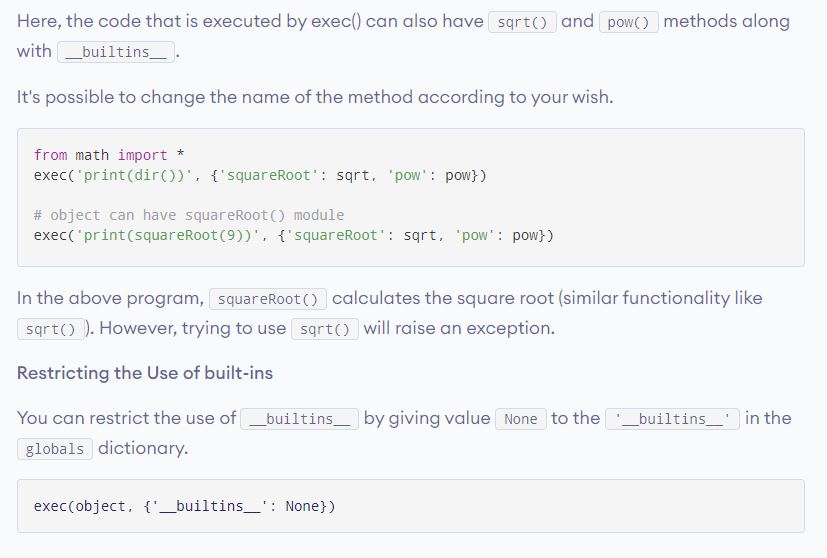 Here, the code that is executed by exec() can also have sqrt() and pow() methods along
with __builtins__ .
It's possible to change the name of the method according to your wish.
from math import *
exec('print(dir())', {'squareRoot': sqrt, 'pow': pow})
# object can have squareRoot() module
exec('print(squareRoot(9))', {'squareRoot': sqrt, 'pow': pow})
In the above program, squareRoot() calculates the square root (similar functionality like
sqrt() ). However, trying to use sqrt() will raise an exception.
Restricting the Use of built-ins
You can restrict the use of __builtins__ by giving value None to the '__builtins__' in the
globals dictionary.
exec(object, {'__builtins__': None})